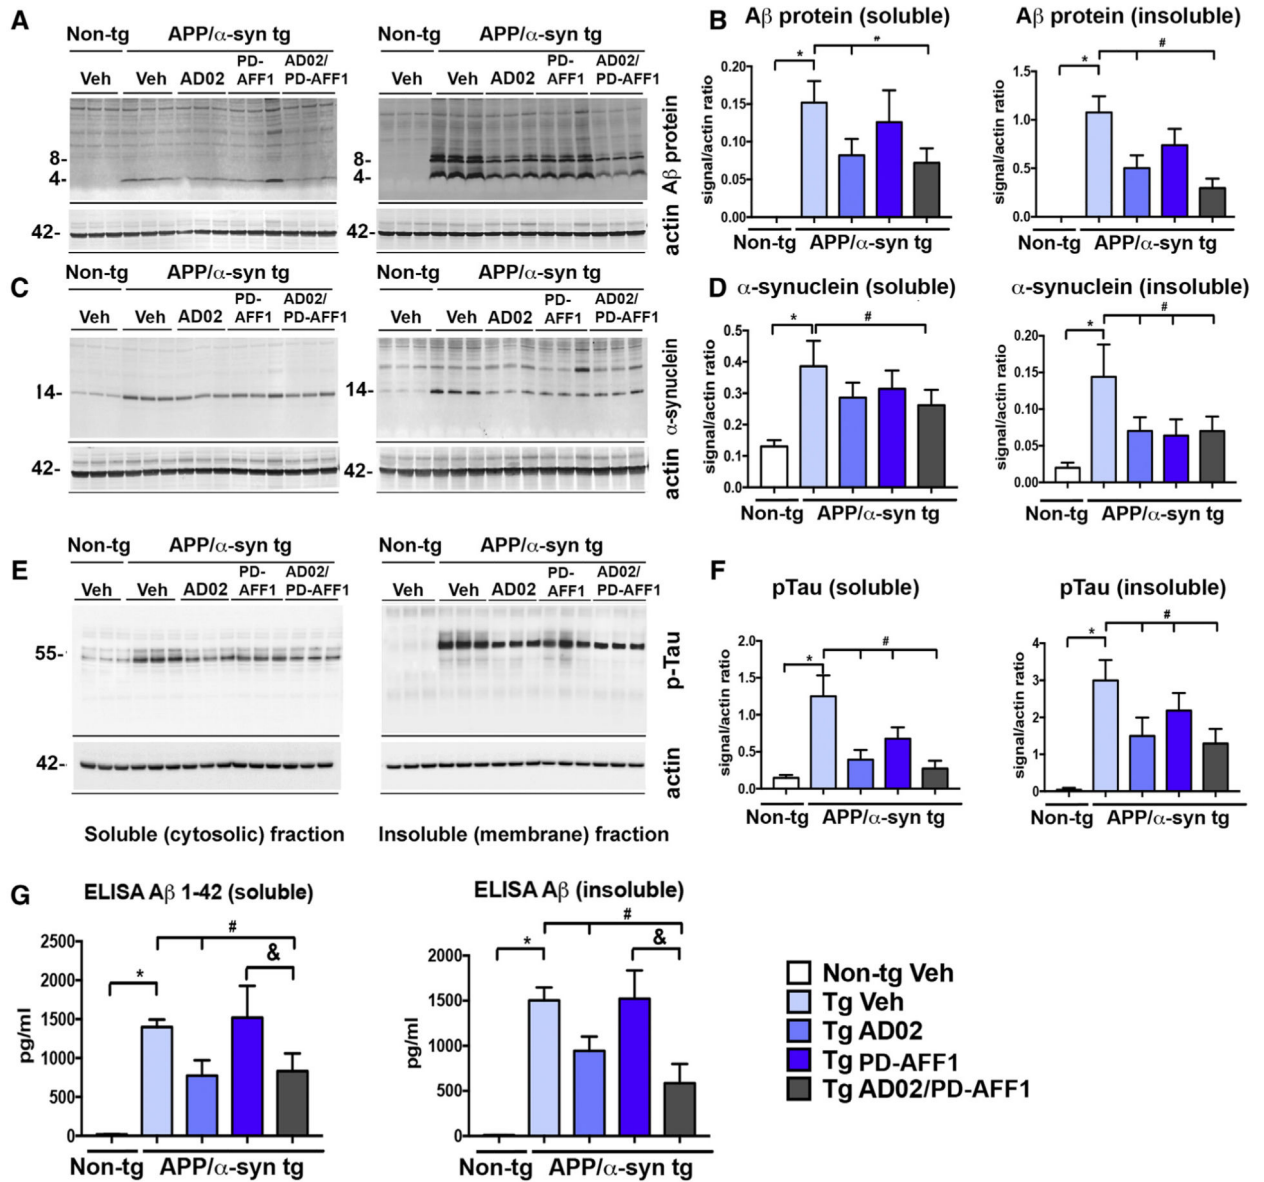 A
Non-tg APP/α-syn tg
Veh Veh AD02 PD-AFF1 AD02/PD-AFF1
8-
4-
42-
Non-tg APP/α-syn tg
Veh Veh AD02 PD-AFF1 AD02/PD-AFF1
8-
4-
42-
Aβ protein
actin
B
Aβ protein (soluble)
signal/actin ratio
0.20
0.15
0.10
0.05
0.00
* #
Non-tg APP/α-syn tg
Aβ protein (insoluble)
signal/actin ratio
1.5
1.0
0.5
0.0
* #
Non-tg APP/α-syn tg
C
Non-tg APP/α-syn tg
Veh Veh AD02 PD-AFF1 AD02/PD-AFF1
14-
42-
Non-tg APP/α-syn tg
Veh Veh AD02 PD-AFF1 AD02/PD-AFF1
14-
42-
α-synuclein
actin
D
α-synuclein (soluble)
signal/actin ratio
0.5
0.4
0.3
0.2
0.1
0.0
* #
Non-tg APP/α-syn tg
α-synuclein (insoluble)
signal/actin ratio
0.20
0.15
0.10
0.05
0.00
* #
Non-tg APP/α-syn tg
E
Non-tg APP/α-syn tg
Veh Veh AD02 PD-AFF1 AD02/PD-AFF1
55-
42-
Non-tg APP/α-syn tg
Veh Veh AD02 PD-AFF1 AD02/PD-AFF1
p-Tau
actin
Soluble (cytosolic) fraction
Insoluble (membrane) fraction
F
pTau (soluble)
signal/actin ratio
2.0
1.5
1.0
0.5
0.0
* #
Non-tg APP/α-syn tg
pTau (insoluble)
signal/actin ratio
4
3
2
1
0
* #
Non-tg APP/α-syn tg
G
ELISA Aβ 1-42 (soluble)
pg/ml
2500
2000
1500
1000
500
0
* # &
Non-tg APP/α-syn tg
ELISA Aβ (insoluble)
pg/ml
2000
1500
1000
500
0
* # &
Non-tg APP/α-syn tg
Non-tg Veh
Tg Veh
Tg AD02
Tg PD-AFF1
Tg AD02/PD-AFF1